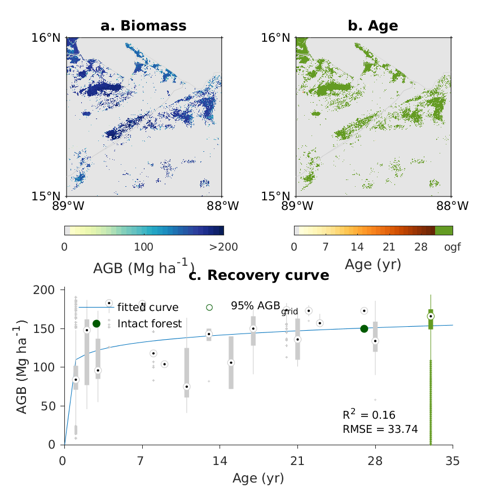 a. Biomass
b. Age
16°N
16°N
15°N
15°N
89°W
88°W
89°W
88°W
0
100
>200
0
7
14
21
28
ogf
AGB (Mg ha⁻¹)
Age (yr)
c. Recovery curve
200
150
100
50
0
AGB (Mg ha⁻¹)
fitted curve
95% AGB grid
Intact forest
R² = 0.16
RMSE = 33.74
0
7
14
21
28
35
Age (yr)